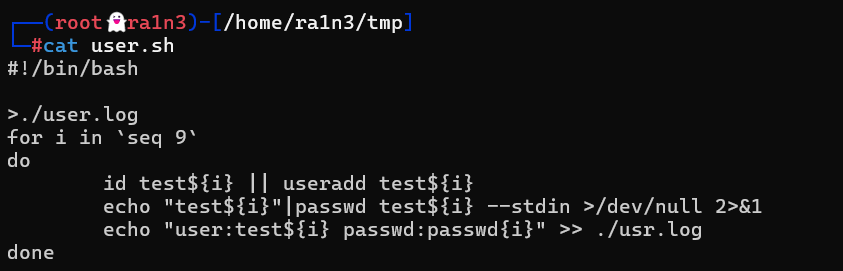 ┌──(root👻ra1n3)-[/home/ra1n3/tmp]
└─#cat user.sh
#!/bin/bash

>./user.log
for i in `seq 9`
do
        id test${i} || useradd test${i}
        echo "test${i}"|passwd test${i} --stdin >/dev/null 2>&1
        echo "user:test${i} passwd:passwd{i}" >> ./usr.log
done